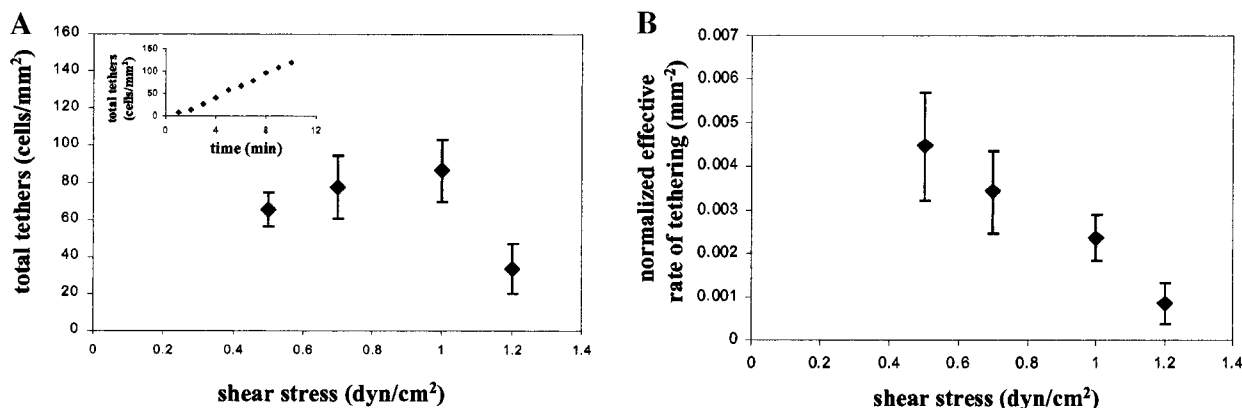 A
total tethers (cells/mm²)
160
140
120
100
80
60
40
20
0
0 0.2 0.4 0.6 0.8 1 1.2 1.4
shear stress (dyn/cm²)
total tethers
(cells/mm²)
150
100
50
0
0 4 8 12
time (min)
B
normalized effective
rate of tethering (mm⁻²)
0.007
0.006
0.005
0.004
0.003
0.002
0.001
0
0 0.2 0.4 0.6 0.8 1 1.2 1.4
shear stress (dyn/cm²)